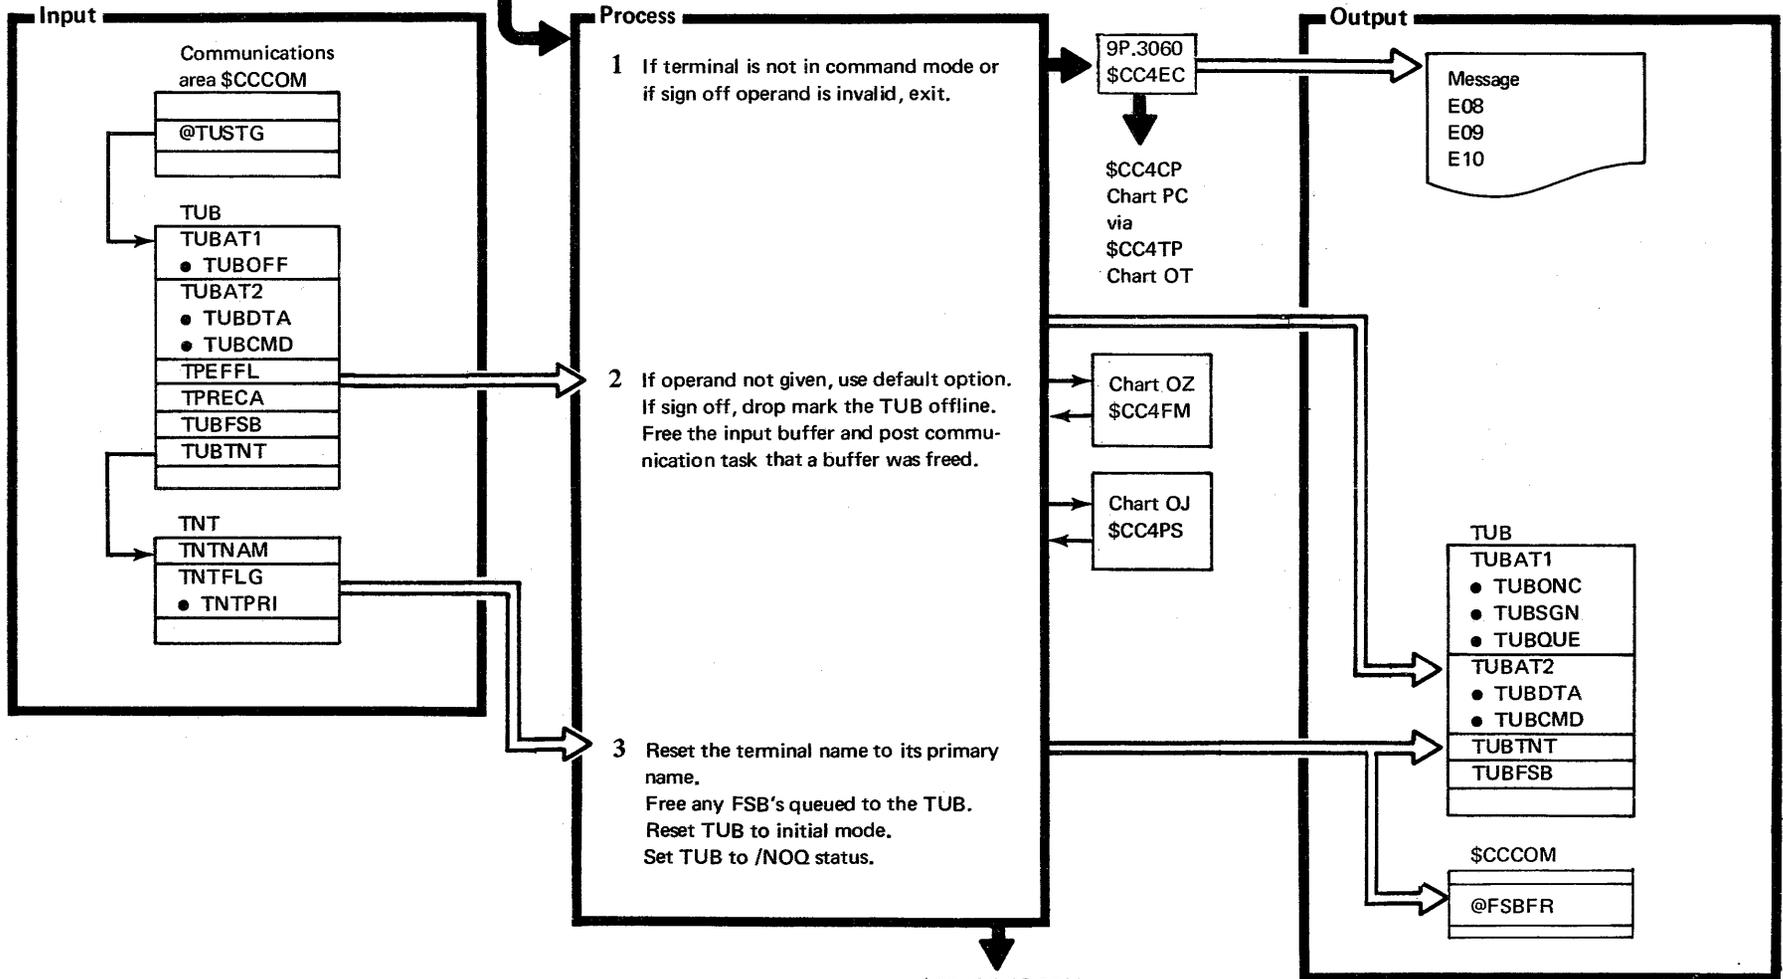 Input
Communications
area $CCCOM
@TUSTG
TUB
TUBAT1
● TUBOFF
TUBAT2
● TUBDTA
● TUBCMD
TPEFFL
TPRECA
TUBFSB
TUBTNT
TNT
TNTNAM
TNTFLG
● TNTPRI
Process
1 If terminal is not in command mode or
if sign off operand is invalid, exit.
2 If operand not given, use default option.
If sign off, drop mark the TUB offline.
Free the input buffer and post commu-
nication task that a buffer was freed.
3 Reset the terminal name to its primary
name.
Free any FSB's queued to the TUB.
Reset TUB to initial mode.
Set TUB to /NOQ status.
9P.3060
$CC4EC
$CC4CP
Chart PC
via
$CC4TP
Chart OT
Chart OZ
$CC4FM
Chart OJ
$CC4PS
Output
Message
E08
E09
E10
TUB
TUBAT1
● TUBONC
● TUBSGN
● TUBQUE
TUBAT2
● TUBDTA
● TUBCMD
TUBTNT
TUBFSB
$CCCOM
@FSBFR